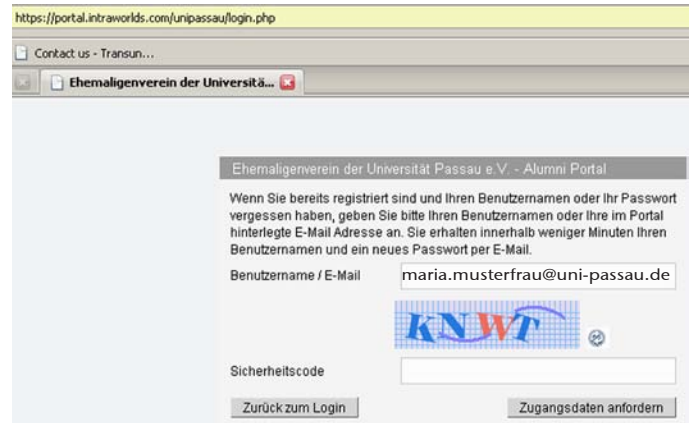 https://portal.intraworlds.com/unipassau/login.php
Contact us - Transun...
Ehemaligenverein der Universitä...
Ehemaligenverein der Universität Passau e.V. - Alumni Portal
Wenn Sie bereits registriert sind und Ihren Benutzernamen oder Ihr Passwort
vergessen haben, geben Sie bitte Ihren Benutzernamen oder Ihre im Portal
hinterlegte E-Mail Adresse an. Sie erhalten innerhalb weniger Minuten Ihren
Benutzernamen und ein neues Passwort per E-Mail.
Benutzername / E-Mail maria.musterfrau@uni-passau.de
KNWT
Sicherheitscode
Zurück zum Login Zugangsdaten anfordern